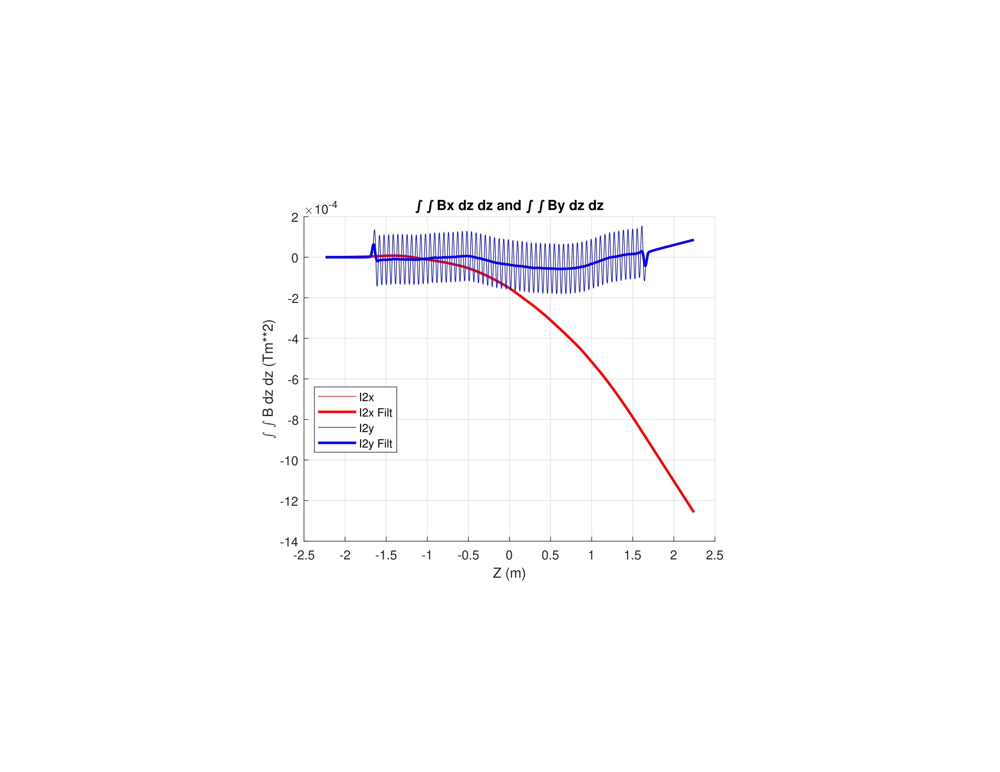 ∫ ∫ Bx dz dz and ∫ ∫ By dz dz
×10-4
2
0
-2
-4
-6
-8
-10
-12
-14
∫ ∫ B dz dz (Tm**2)
I2x
I2x Filt
I2y
I2y Filt
-2.5 -2 -1.5 -1 -0.5 0 0.5 1 1.5 2 2.5
Z (m)